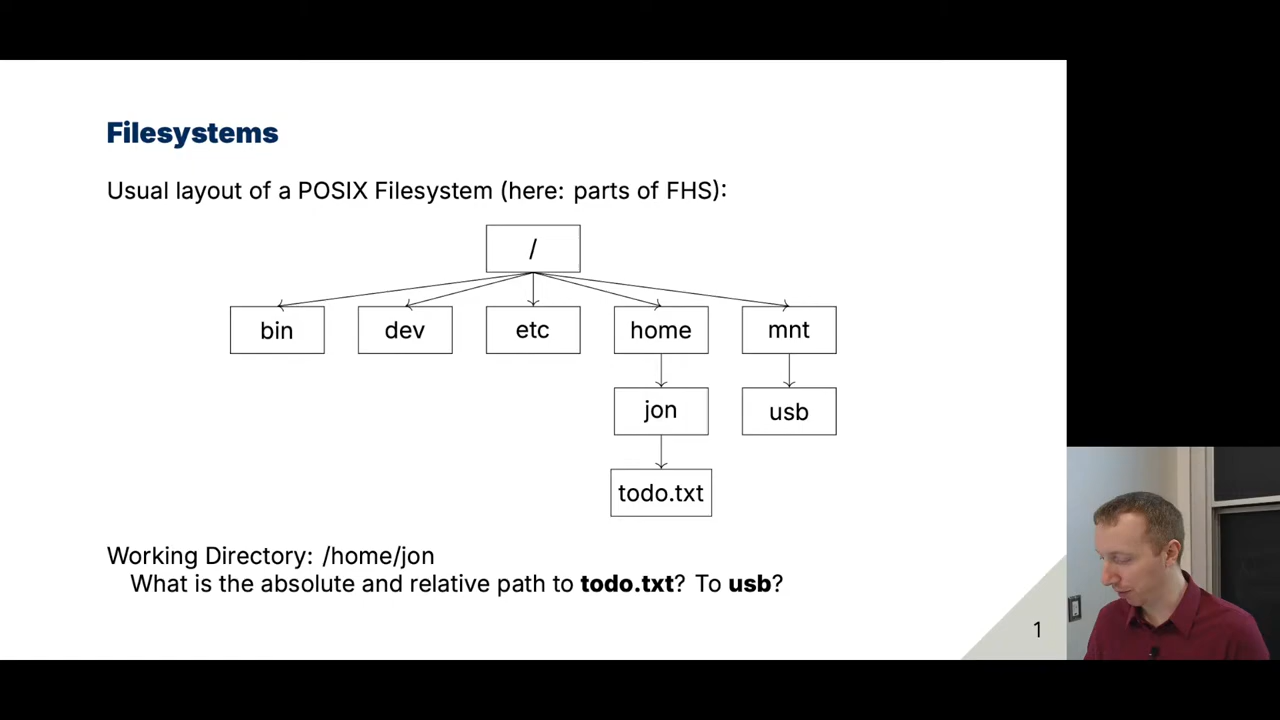 Filesystems
Usual layout of a POSIX Filesystem (here: parts of FHS):
/
bin dev etc home mnt
jon usb
todo.txt
Working Directory: /home/jon
What is the absolute and relative path to todo.txt? To usb?
1